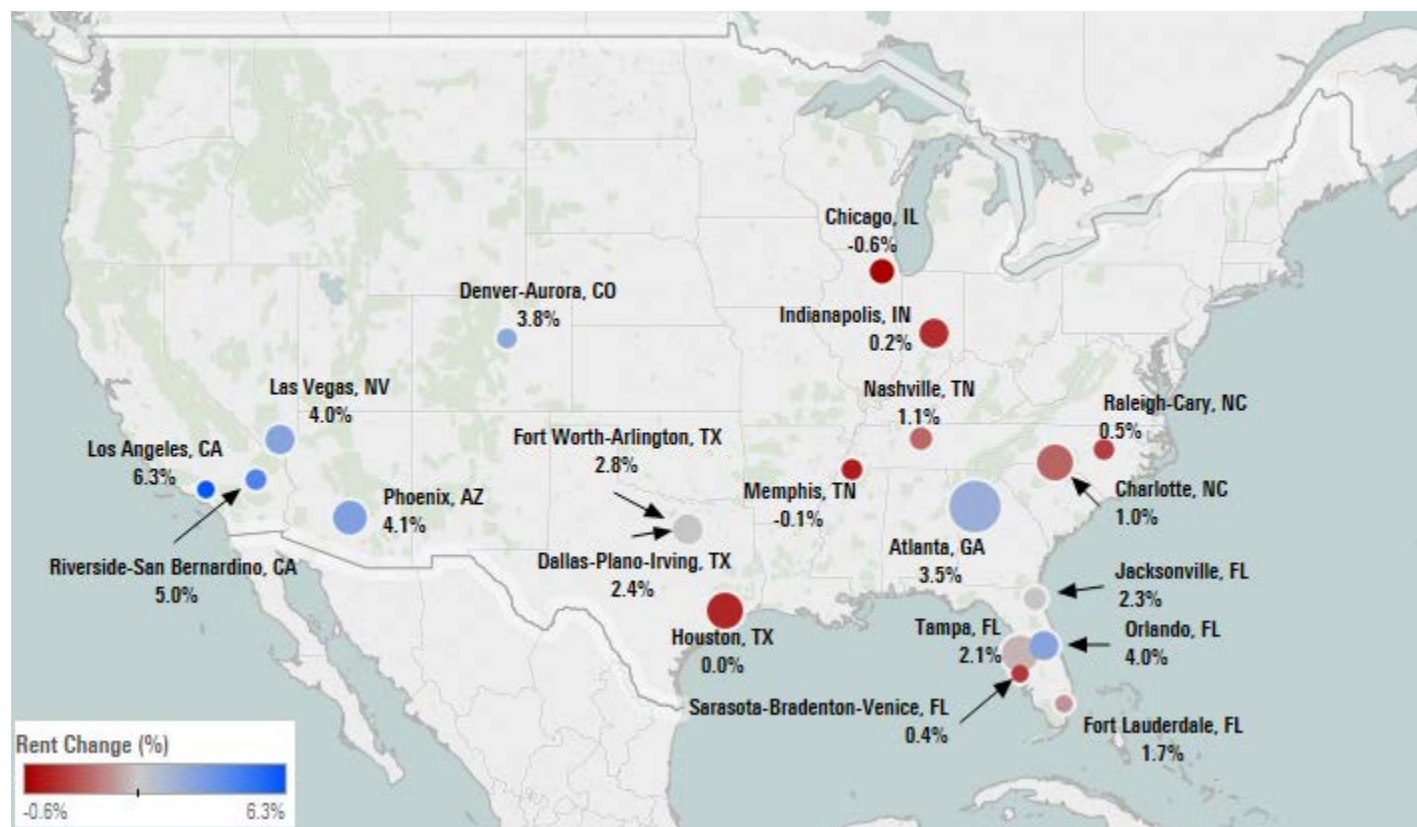 Chicago, IL
-0.6%
Denver-Aurora, CO
3.8%
Indianapolis, IN
0.2%
Las Vegas, NV
4.0%
Nashville, TN
1.1%
Raleigh-Cary, NC
0.5%
Los Angeles, CA
6.3%
Fort Worth-Arlington, TX
2.8%
Phoenix, AZ
4.1%
Memphis, TN
-0.1%
Charlotte, NC
1.0%
Riverside-San Bernardino, CA
5.0%
Dallas-Plano-Irving, TX
2.4%
Atlanta, GA
3.5%
Jacksonville, FL
2.3%
Houston, TX
0.0%
Tampa, FL
2.1%
Orlando, FL
4.0%
Sarasota-Bradenton-Venice, FL
0.4%
Fort Lauderdale, FL
1.7%
Rent Change (%)
-0.6% 6.3%